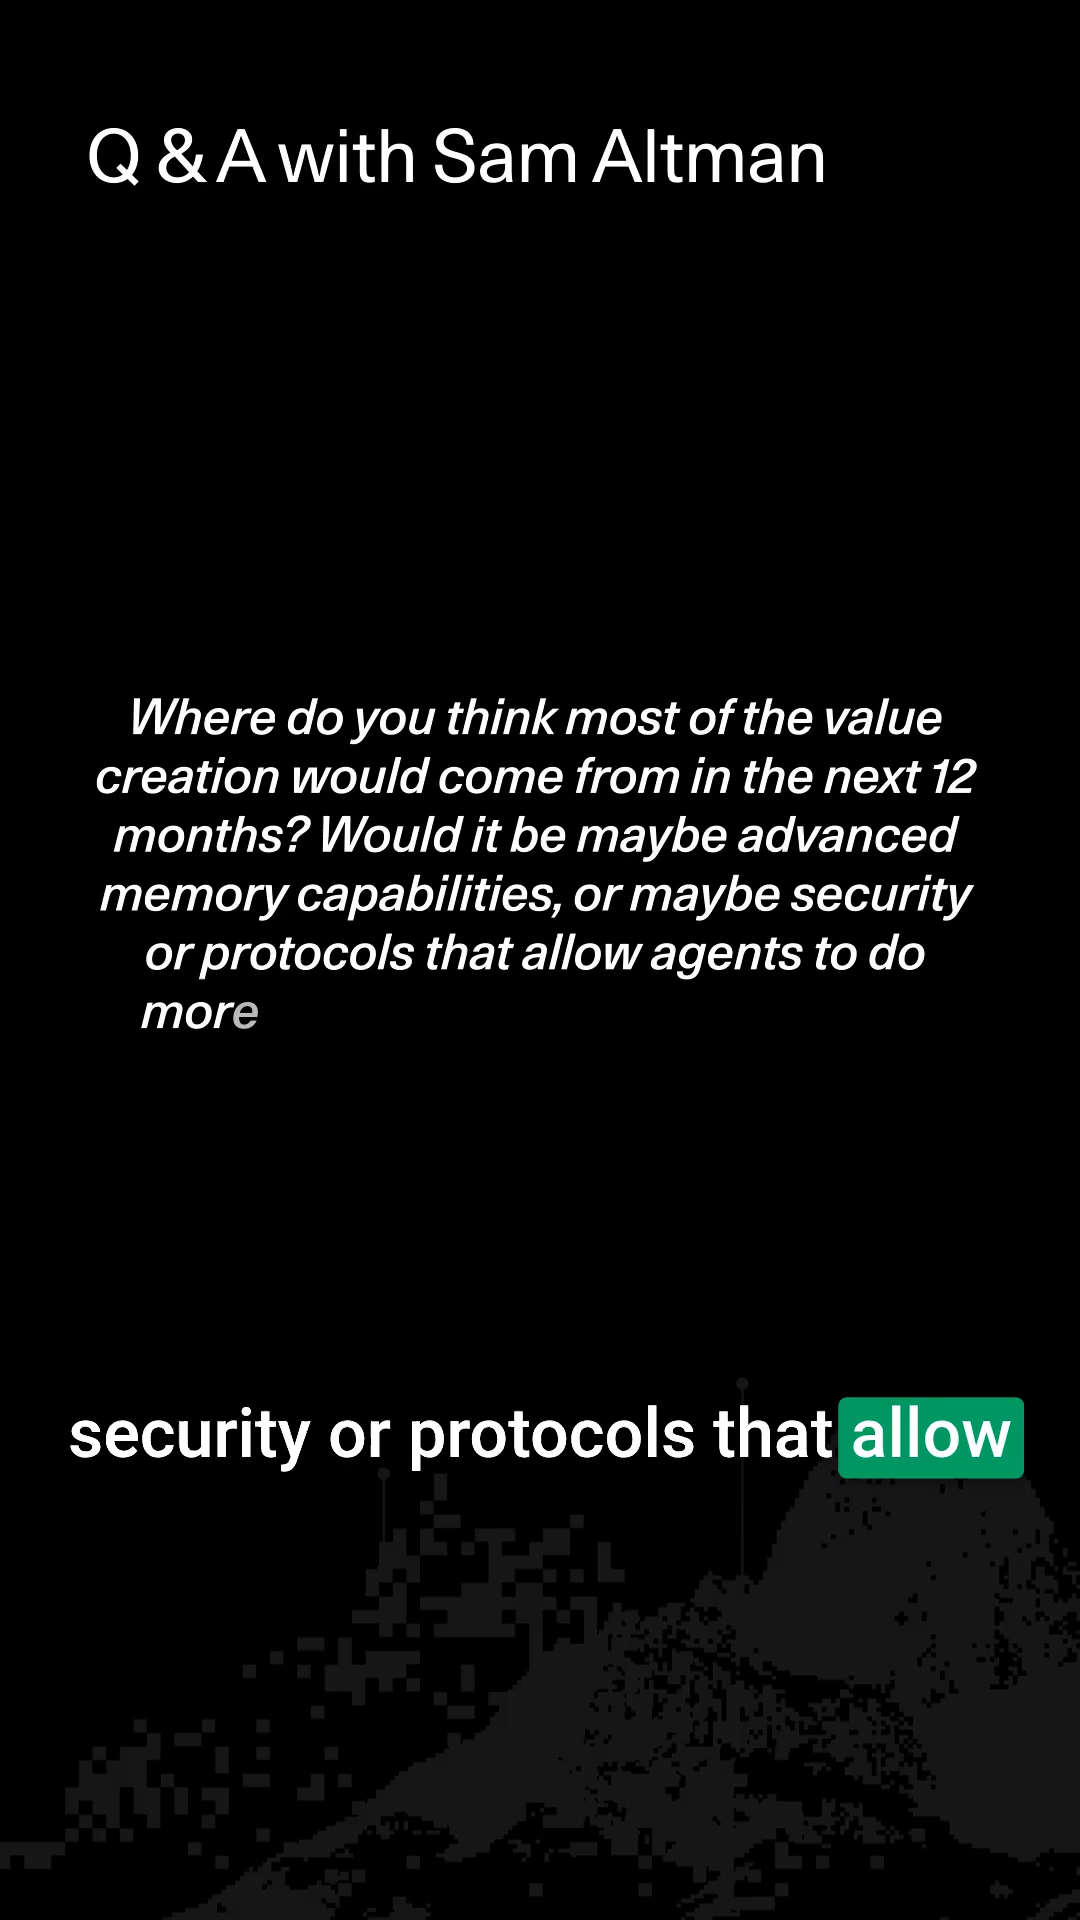 Q & A with Sam Altman
Where do you think most of the value
creation would come from in the next 12
months? Would it be maybe advanced
memory capabilities, or maybe security
or protocols that allow agents to do
more
security or protocols that allow